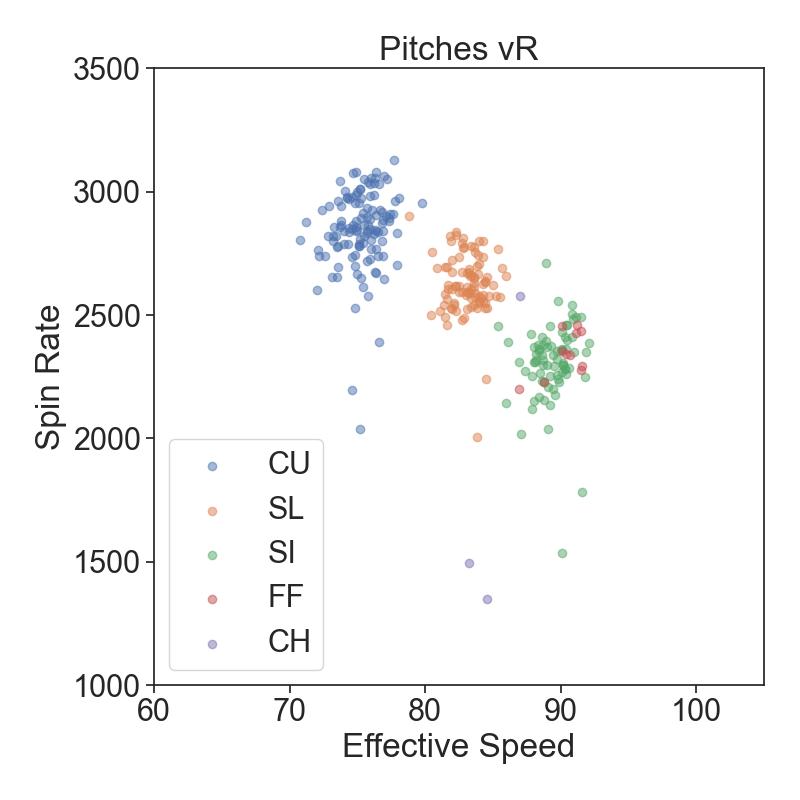 Pitches vR
3500
3000
2500
2000
1500
1000
Spin Rate
CU
SL
SI
FF
CH
60 70 80 90 100
Effective Speed